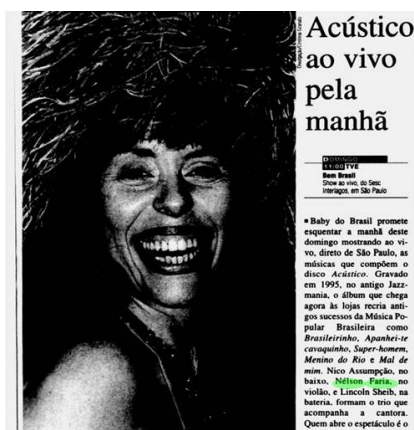 Divulgação/Cristina Granato
Acústico
ao vivo
pela
manhã
DOMINGO
11:00 TVE
Bem Brasil
Show ao vivo, do Sesc
Interlagos, em São Paulo
▪ Baby do Brasil promete
esquentar a manhã deste
domingo mostrando ao vi-
vo, direto de São Paulo, as
músicas que compõem o
disco Acústico. Gravado
em 1995, no antigo Jazz-
mania, o álbum que chega
agora às lojas recria anti-
gos sucessos da Música Po-
pular Brasileira como
Brasileirinho, Apanhei-te
cavaquinho, Super-homem,
Menino do Rio e Mal de
mim. Nico Assumpção, no
baixo, Nélson Faria, no
violão, e Lincoln Sheib, na
bateria, formam o trio que
acompanha a cantora.
Quem abre o espetáculo é o